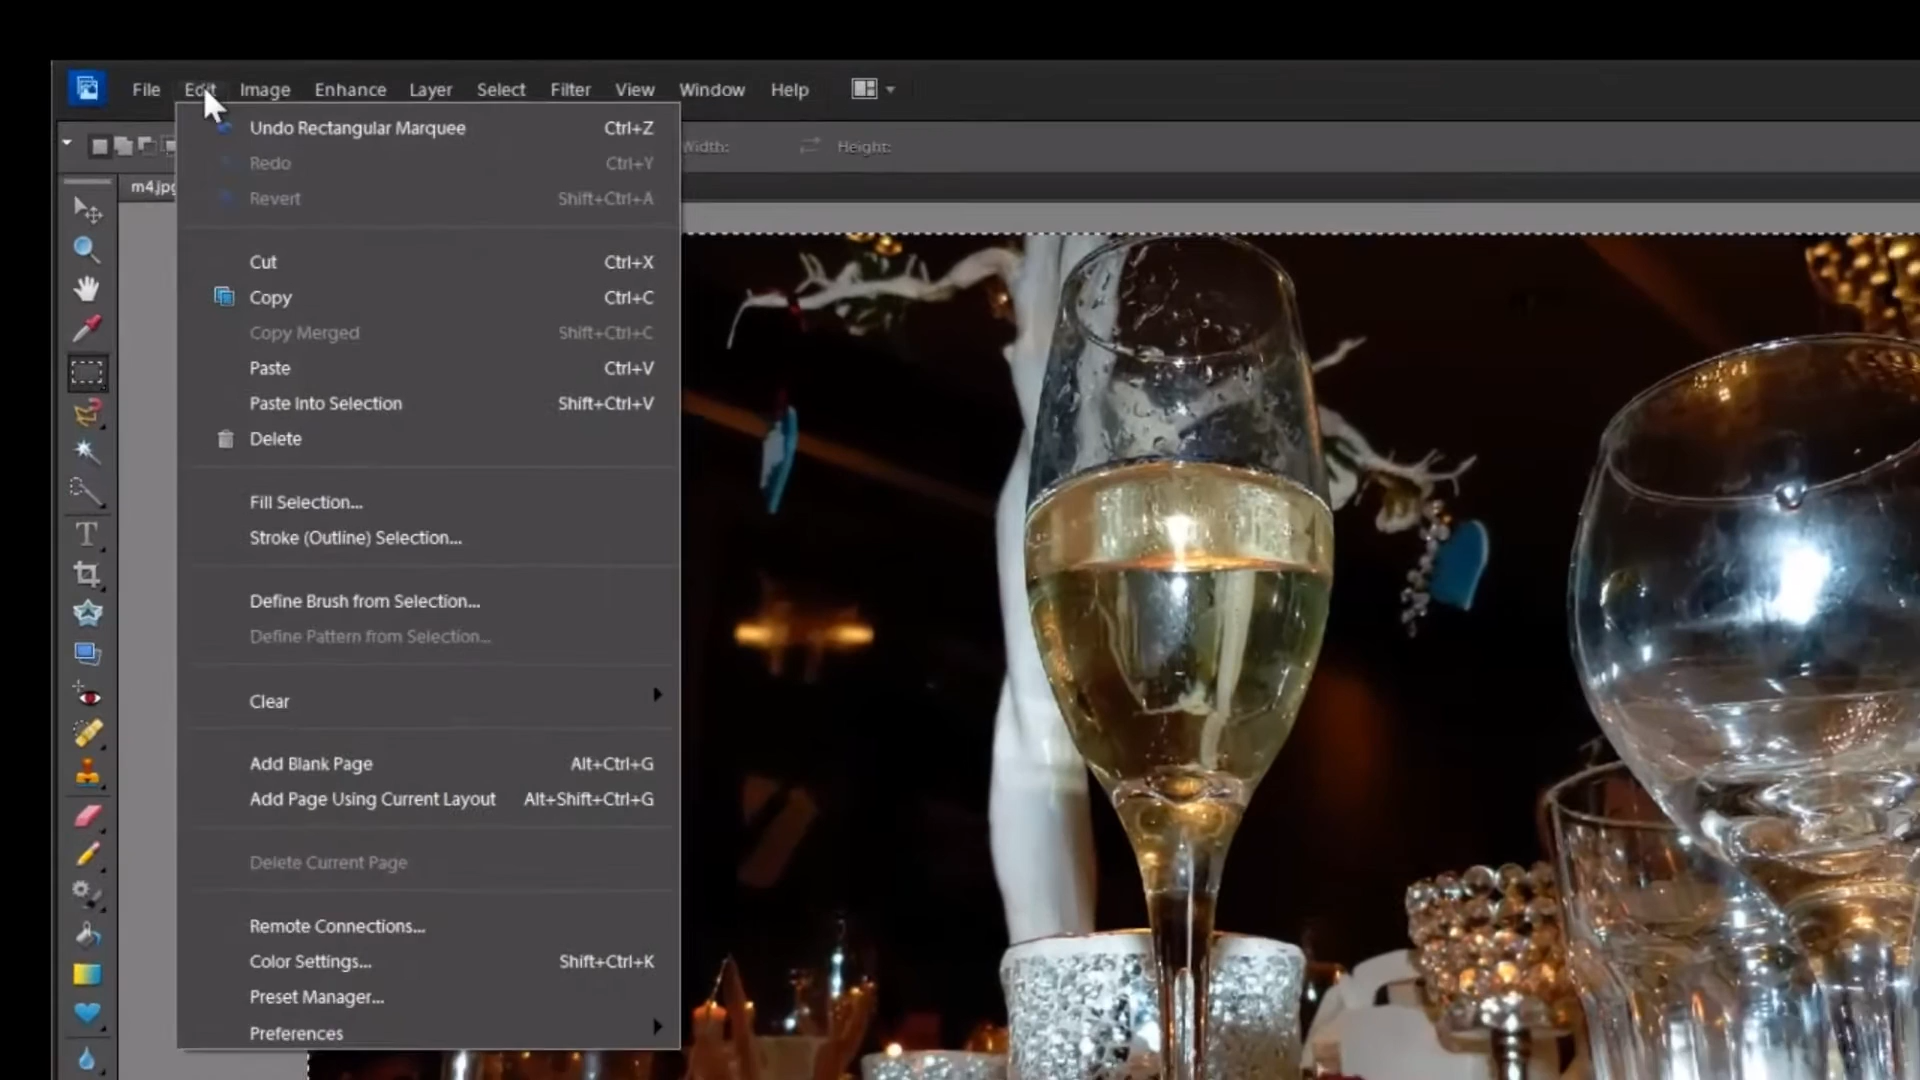 File Edit Image Enhance Layer Select Filter View Window Help
Undo Rectangular Marquee Ctrl+Z
Width: Height:
Redo Ctrl+Y
m4.jpg
Revert Shift+Ctrl+A
Cut Ctrl+X
Copy Ctrl+C
Copy Merged Shift+Ctrl+C
Paste Ctrl+V
Paste Into Selection Shift+Ctrl+V
Delete
Fill Selection...
Stroke (Outline) Selection...
T
Define Brush from Selection...
Define Pattern from Selection...
Clear
Add Blank Page Alt+Ctrl+G
Add Page Using Current Layout Alt+Shift+Ctrl+G
Delete Current Page
Remote Connections...
Color Settings... Shift+Ctrl+K
Preset Manager...
Preferences